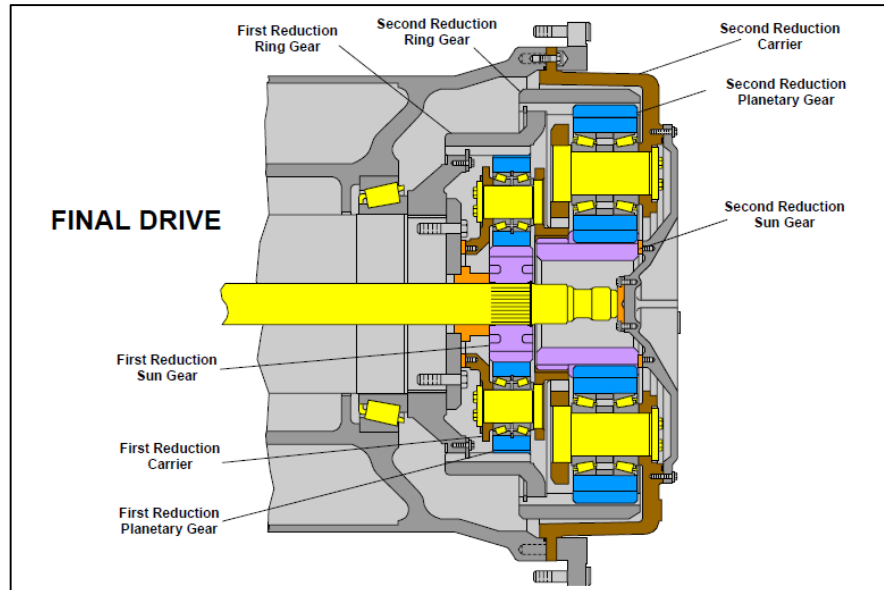 First Reduction
Ring Gear
Second Reduction
Ring Gear
Second Reduction
Carrier
Second Reduction
Planetary Gear
FINAL DRIVE
Second Reduction
Sun Gear
First Reduction
Sun Gear
First Reduction
Carrier
First Reduction
Planetary Gear